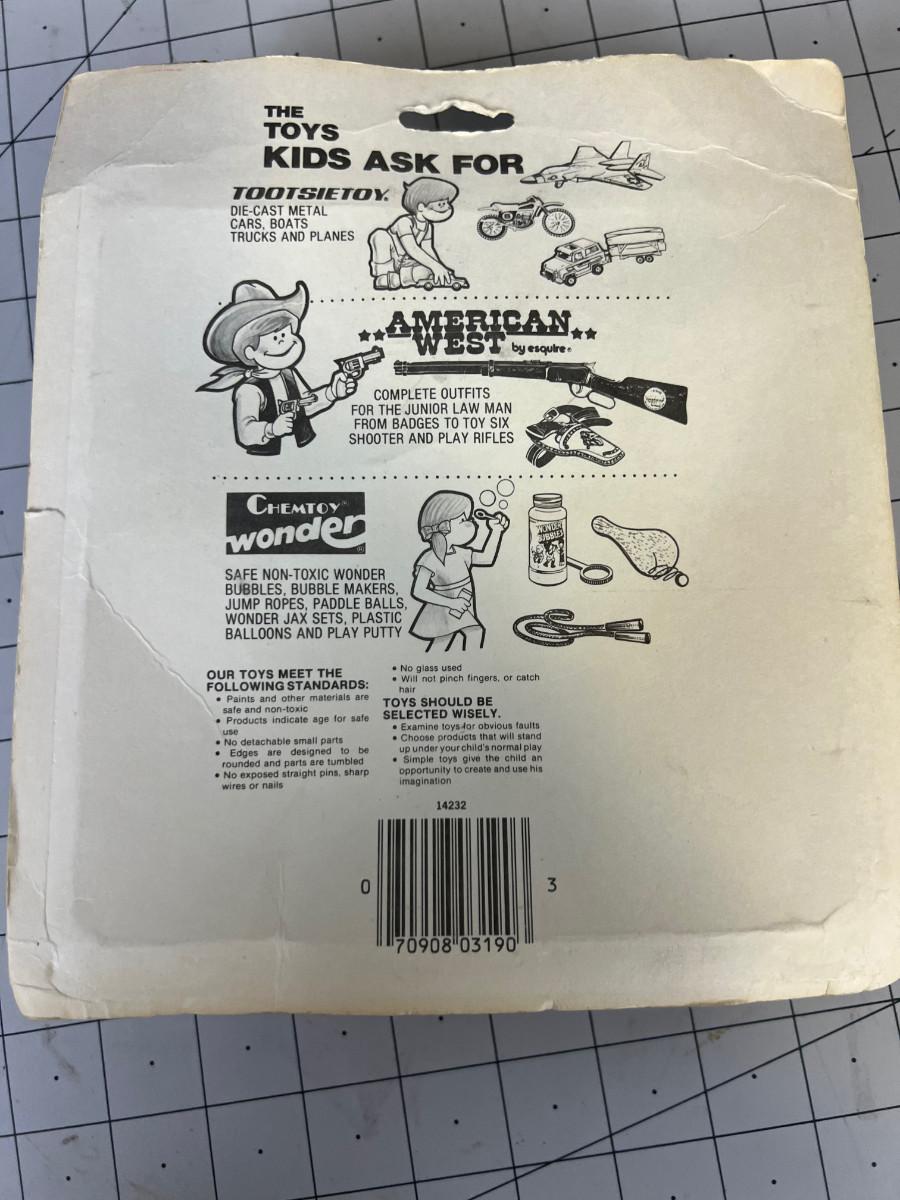 THE
TOYS
KIDS ASK FOR
TOOTSIETOY®
DIE-CAST METAL
CARS, BOATS
TRUCKS AND PLANES
AMERICAN
WEST by esquire®
COMPLETE OUTFITS
FOR THE JUNIOR LAW MAN
FROM BADGES TO TOY SIX
SHOOTER AND PLAY RIFLES
CHEMTOY®
wonder®
WONDER
BUBBLES
SAFE NON-TOXIC WONDER
BUBBLES, BUBBLE MAKERS,
JUMP ROPES, PADDLE BALLS,
WONDER JAX SETS, PLASTIC
BALLOONS AND PLAY PUTTY
OUR TOYS MEET THE
FOLLOWING STANDARDS:
• Paints and other materials are
safe and non-toxic
• Products indicate age for safe
use
• No detachable small parts
• Edges are designed to be
rounded and parts are tumbled
• No exposed straight pins, sharp
wires or nails
• No glass used
• Will not pinch fingers, or catch
hair
TOYS SHOULD BE
SELECTED WISELY.
• Examine toys for obvious faults
• Choose products that will stand
up under your child's normal play
• Simple toys give the child an
opportunity to create and use his
imagination
14232
0 70908 03190 3